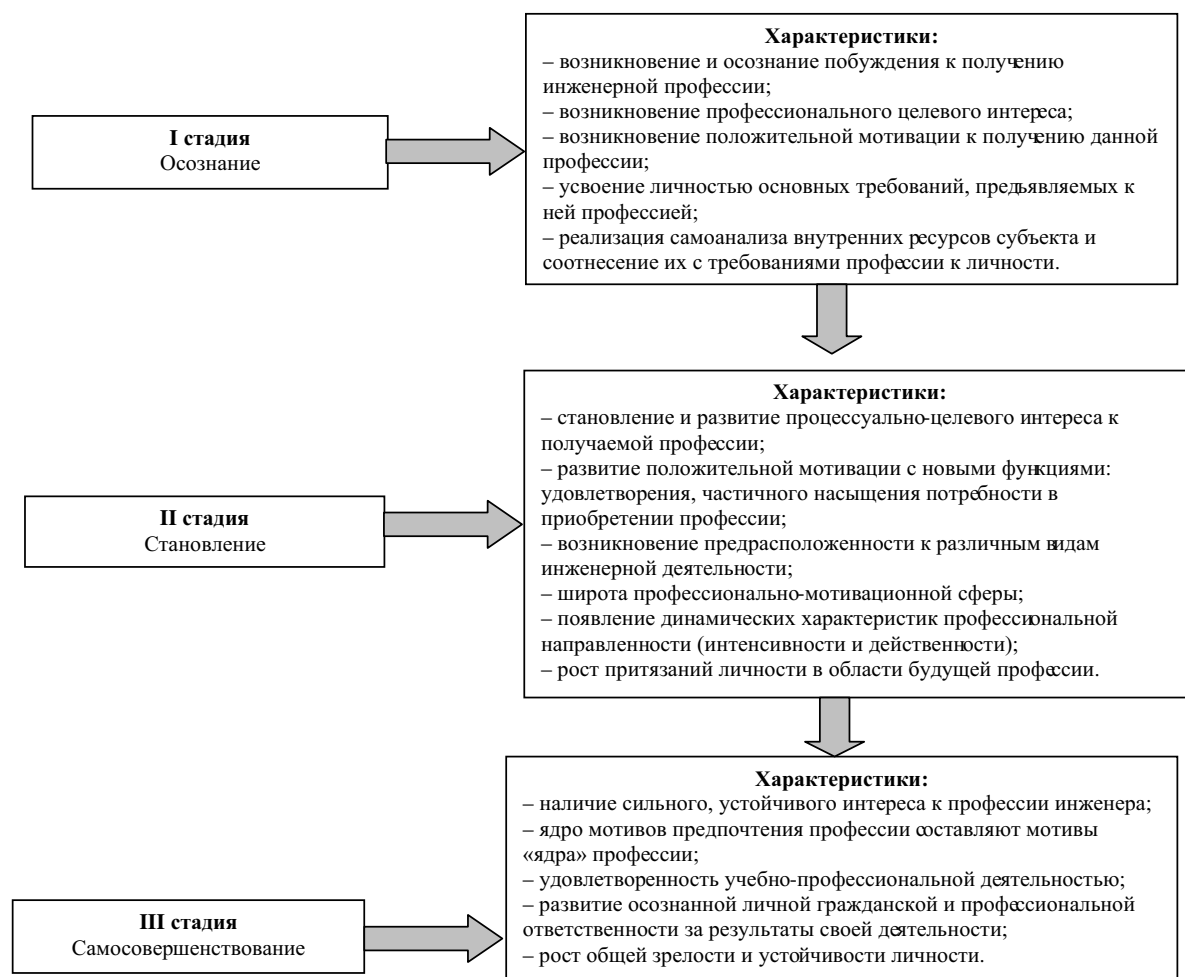 I стадия
Осознание
Характеристики:
– возникновение и осознание побуждения к получению
инженерной профессии;
– возникновение профессионального целевого интереса;
– возникновение положительной мотивации к получению данной
профессии;
– усвоение личностью основных требований, предъявляемых к
ней профессией;
– реализация самоанализа внутренних ресурсов субъекта и
соотнесение их с требованиями профессии к личности.
II стадия
Становление
Характеристики:
– становление и развитие процессуально-целевого интереса к
получаемой профессии;
– развитие положительной мотивации с новыми функциями:
удовлетворения, частичного насыщения потребности в
приобретении профессии;
– возникновение предрасположенности к различным видам
инженерной деятельности;
– широта профессионально-мотивационной сферы;
– появление динамических характеристик профессиональной
направленности (интенсивности и действенности);
– рост притязаний личности в области будущей профессии.
III стадия
Самосовершенствование
Характеристики:
– наличие сильного, устойчивого интереса к профессии инженера;
– ядро мотивов предпочтения профессии составляют мотивы
«ядра» профессии;
– удовлетворенность учебно-профессиональной деятельностью;
– развитие осознанной личной гражданской и профессиональной
ответственности за результаты своей деятельности;
– рост общей зрелости и устойчивости личности.